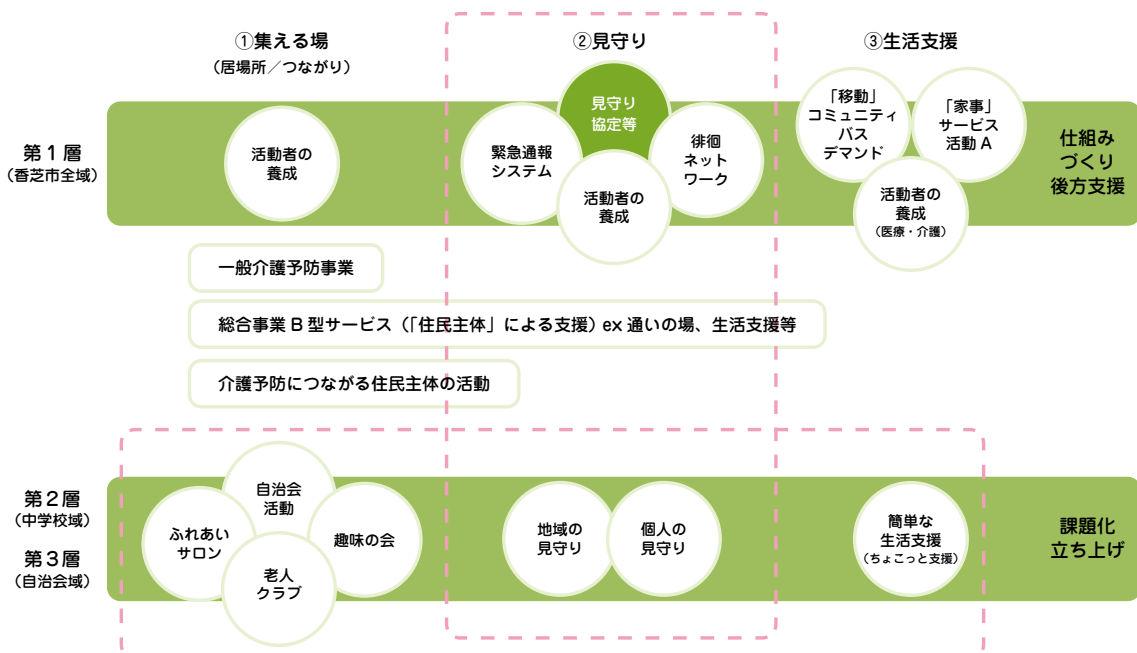 ①集える場
（居場所／つながり）
②見守り
③生活支援
第1層
（香芝市全域）
活動者の
養成
緊急通報
システム
見守り
協定等
活動者の
養成
徘徊
ネット
ワーク
「移動」
コミュニティ
バス
デマンド
「家事」
サービス
活動 A
活動者の
養成
（医療・介護）
仕組み
づくり
後方支援
一般介護予防事業
総合事業 B 型サービス（「住民主体」による支援）ex 通いの場、生活支援等
介護予防につながる住民主体の活動
第2層
（中学校域）
第3層
（自治会域）
ふれあい
サロン
自治会
活動
老人
クラブ
趣味の会
地域の
見守り
個人の
見守り
簡単な
生活支援
（ちょこっと支援）
課題化
立ち上げ